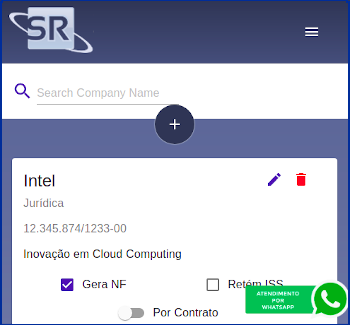 SR
Search Company Name
+
Intel
Jurídica
12.345.874/1233-00
Inovação em Cloud Computing
Gera NF
Retém ISS
Por Contrato
ATENDIMENTO
POR
WHATSAPP